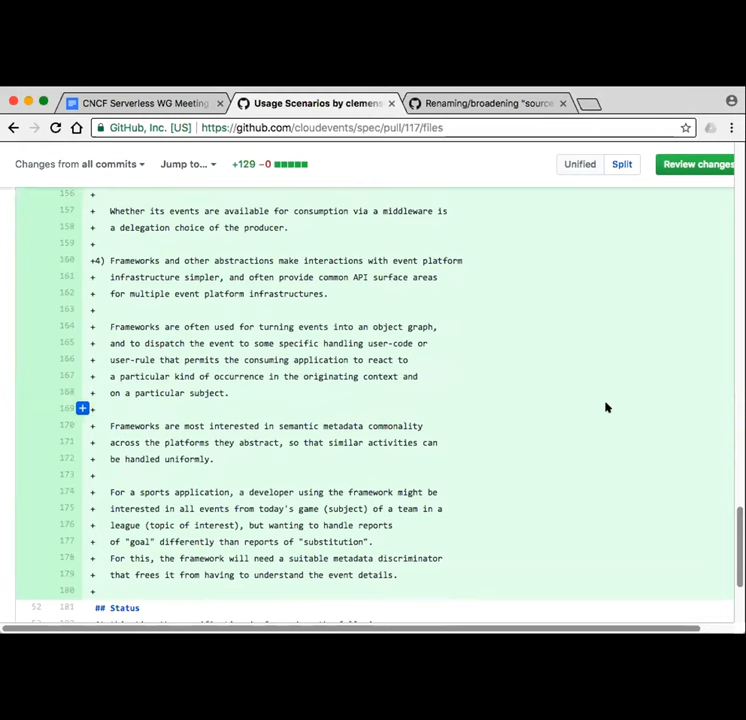 CNCF Serverless WG Meeting
Usage Scenarios by clemens
Renaming/broadening "source
GitHub, Inc. [US] https://github.com/cloudevents/spec/pull/117/files
Changes from all commits Jump to... +129 −0 Unified Split Review changes
156 +
157 + Whether its events are available for consumption via a middleware is
158 + a delegation choice of the producer.
159 +
160 +4) Frameworks and other abstractions make interactions with event platform
161 + infrastructure simpler, and often provide common API surface areas
162 + for multiple event platform infrastructures.
163 +
164 + Frameworks are often used for turning events into an object graph,
165 + and to dispatch the event to some specific handling user-code or
166 + user-rule that permits the consuming application to react to
167 + a particular kind of occurrence in the originating context and
168 + on a particular subject.
169 +
170 + Frameworks are most interested in semantic metadata commonality
171 + across the platforms they abstract, so that similar activities can
172 + be handled uniformly.
173 +
174 + For a sports application, a developer using the framework might be
175 + interested in all events from today's game (subject) of a team in a
176 + league (topic of interest), but wanting to handle reports
177 + of "goal" differently than reports of "substitution".
178 + For this, the framework will need a suitable metadata discriminator
179 + that frees it from having to understand the event details.
180 +
52 181 ## Status